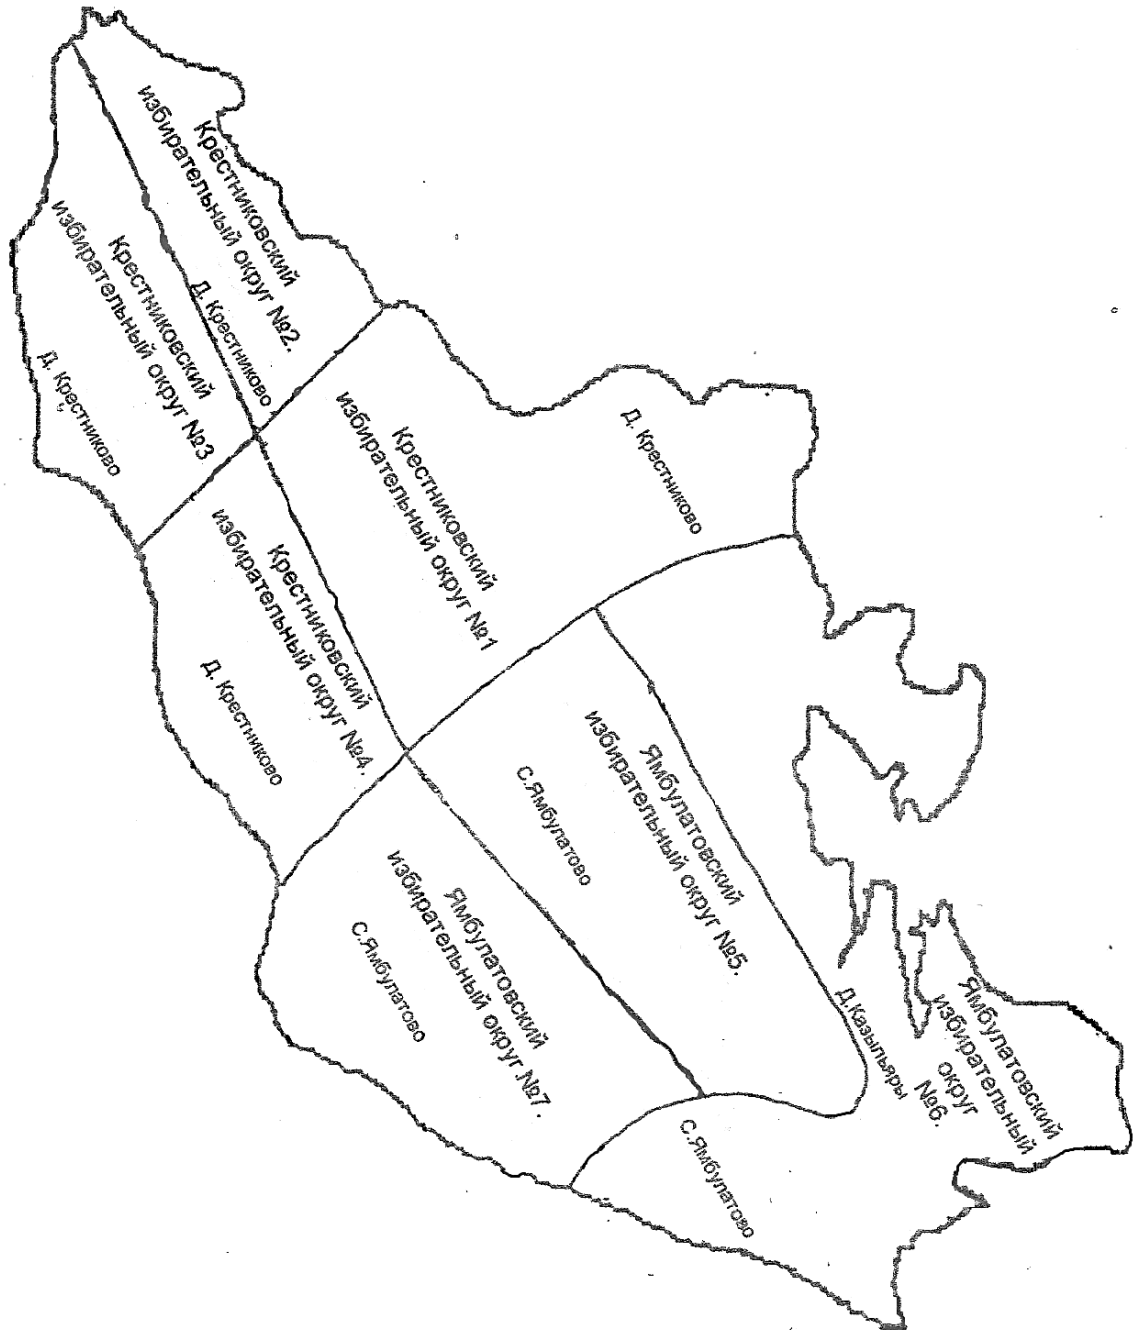 Крестниковский
избирательный округ №2.
Д. Крестниково
Крестниковский
избирательный округ №3
Д. Крестниково
Крестниковский
избирательный округ №1
Д. Крестниково
Крестниковский
избирательный округ №4.
Д. Крестниково
Ямбулатовский
избирательный округ №5.
С.Ямбулатово
Ямбулатовский
избирательный округ №7.
С.Ямбулатово
Ямбулатовский
избирательный
округ
№6.
Д.Казыльяры
С.Ямбулатово